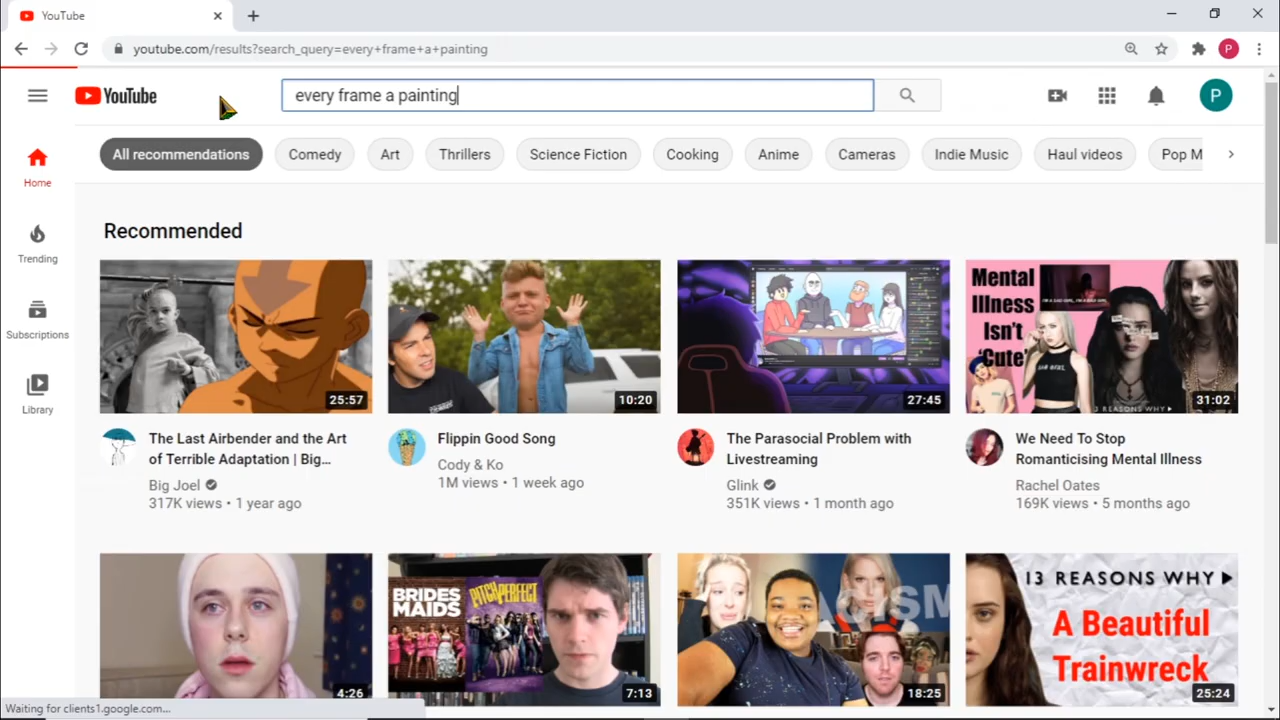 YouTube
youtube.com/results?search_query=every+frame+a+painting
P
YouTube
every frame a painting
P
All recommendations
Comedy
Art
Thrillers
Science Fiction
Cooking
Anime
Cameras
Indie Music
Haul videos
Pop M
Home
Trending
Subscriptions
Library
Recommended
25:57
10:20
27:45
Mental
Illness
Isn't
'Cute'
13 REASONS WHY
31:02
The Last Airbender and the Art
of Terrible Adaptation | Big...
Big Joel
317K views • 1 year ago
Flippin Good Song
Cody & Ko
1M views • 1 week ago
The Parasocial Problem with
Livestreaming
Glink
351K views • 1 month ago
We Need To Stop
Romanticising Mental Illness
Rachel Oates
169K views • 5 months ago
4:26
BRIDES
MAIDS
PITCH PERFECT
7:13
ACISM
18:25
13 REASONS WHY
A Beautiful
Trainwreck
25:24
Waiting for clients1.google.com...